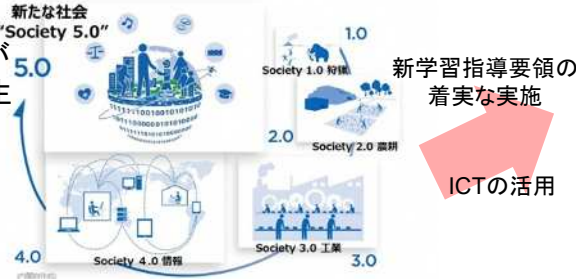 新たな社会
"Society 5.0"
が
5.0
1.0
Society 1.0 狩猟
2.0
Society 2.0 農耕
4.0
Society 4.0 情報
Society 3.0 工業
3.0
新学習指導要領の
着実な実施
ICTの活用